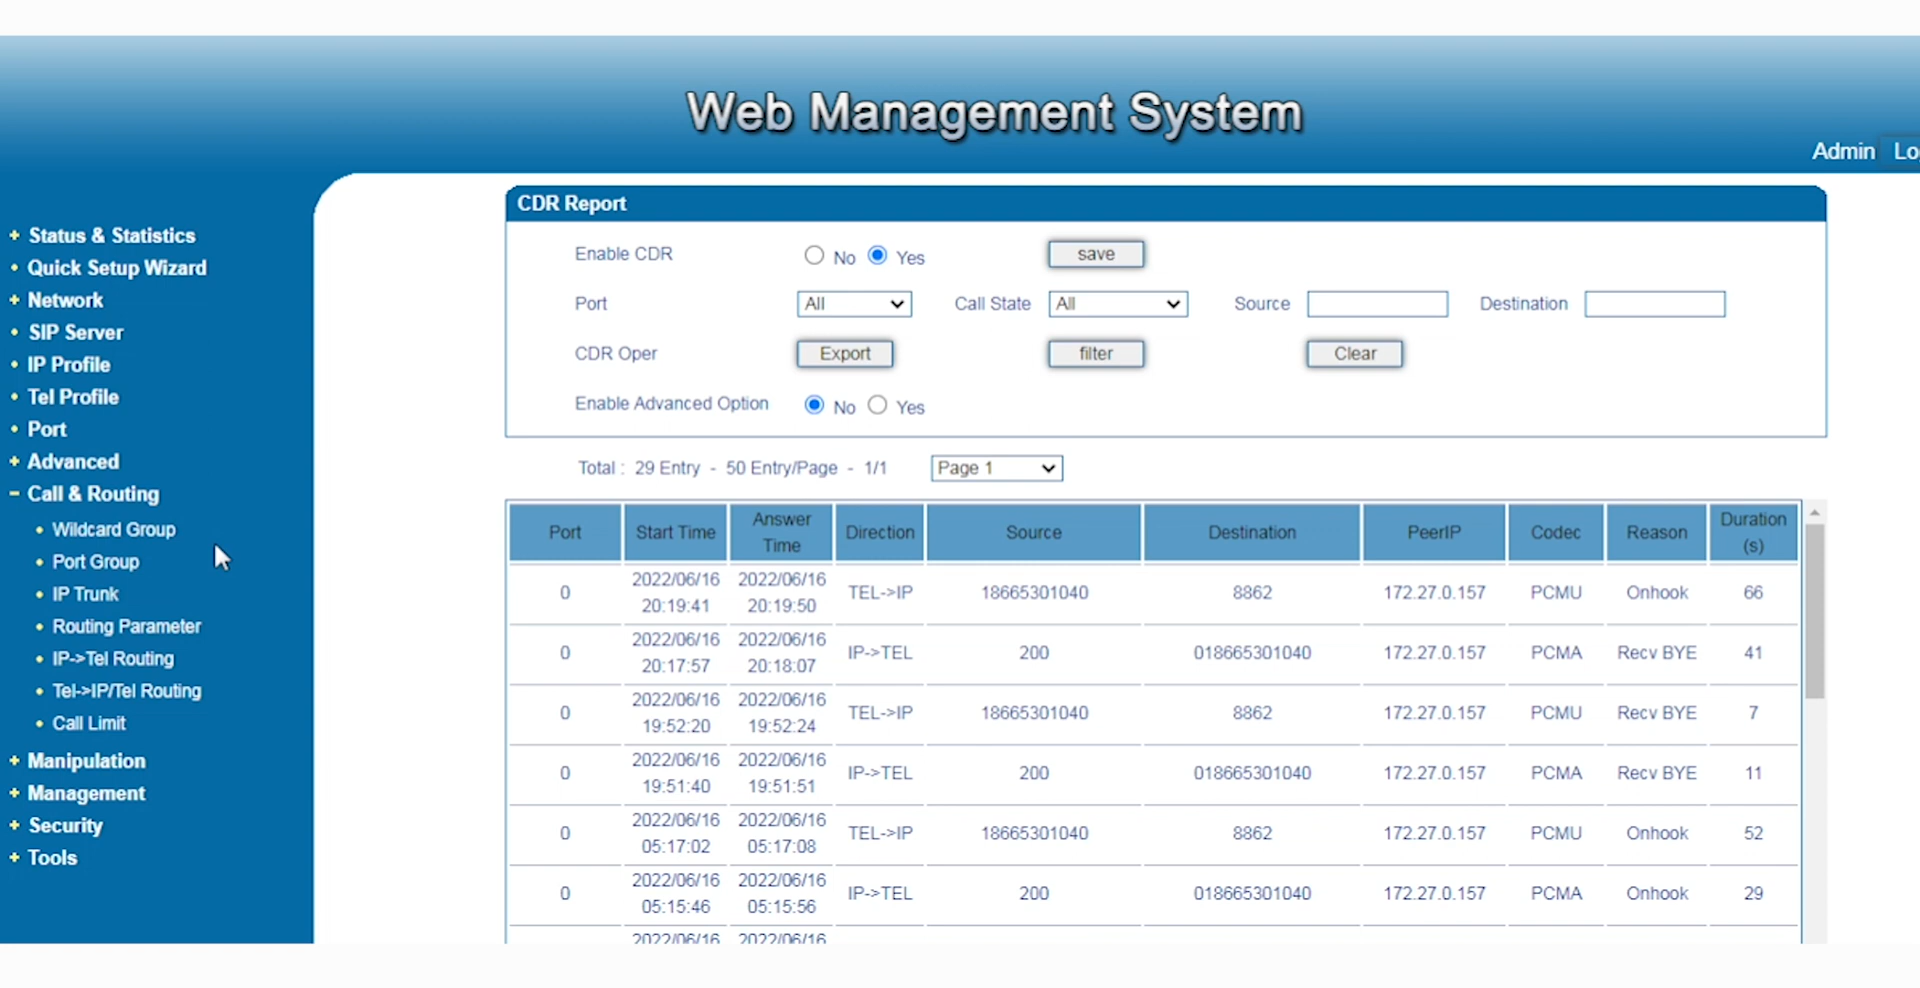 Web Management System
Admin Lo
+ Status & Statistics
• Quick Setup Wizard
+ Network
• SIP Server
• IP Profile
• Tel Profile
• Port
+ Advanced
− Call & Routing
• Wildcard Group
• Port Group
• IP Trunk
• Routing Parameter
• IP->Tel Routing
• Tel->IP/Tel Routing
• Call Limit
+ Manipulation
+ Management
+ Security
+ Tools
CDR Report
Enable CDR No Yes save
Port All Call State All Source Destination
CDR Oper Export filter Clear
Enable Advanced Option No Yes
Total : 29 Entry - 50 Entry/Page - 1/1 Page 1
Port Start Time Answer Time Direction Source Destination PeerIP Codec Reason Duration (s)
0 2022/06/16 20:19:41 2022/06/16 20:19:50 TEL->IP 18665301040 8862 172.27.0.157 PCMU Onhook 66
0 2022/06/16 20:17:57 2022/06/16 20:18:07 IP->TEL 200 018665301040 172.27.0.157 PCMA Recv BYE 41
0 2022/06/16 19:52:20 2022/06/16 19:52:24 TEL->IP 18665301040 8862 172.27.0.157 PCMU Recv BYE 7
0 2022/06/16 19:51:40 2022/06/16 19:51:51 IP->TEL 200 018665301040 172.27.0.157 PCMA Recv BYE 11
0 2022/06/16 05:17:02 2022/06/16 05:17:08 TEL->IP 18665301040 8862 172.27.0.157 PCMU Onhook 52
0 2022/06/16 05:15:46 2022/06/16 05:15:56 IP->TEL 200 018665301040 172.27.0.157 PCMA Onhook 29
2022/06/16 2022/06/16